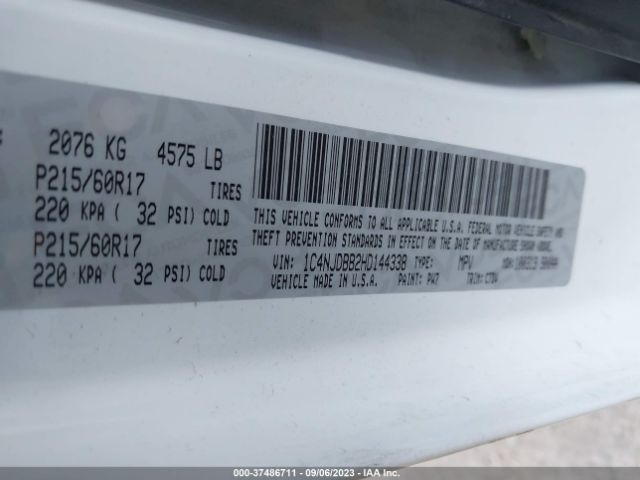 2076 KG 4575 LB
P215/60R17 TIRES
220 KPA ( 32 PSI) COLD
P215/60R17 TIRES
220 KPA ( 32 PSI) COLD
THIS VEHICLE CONFORMS TO ALL APPLICABLE U.S.A. FEDERAL MOTOR VEHICLE SAFETY AND
THEFT PREVENTION STANDARDS IN EFFECT ON THE DATE OF MANUFACTURE SHOWN ABOVE.
VIN: 1C4NJDBB2HD144338 TYPE: MPV MDH:
VEHICLE MADE IN U.S.A. PAINT: PW7 TRIM:
000-37486711 - 09/06/2023 - © IAA, LLC